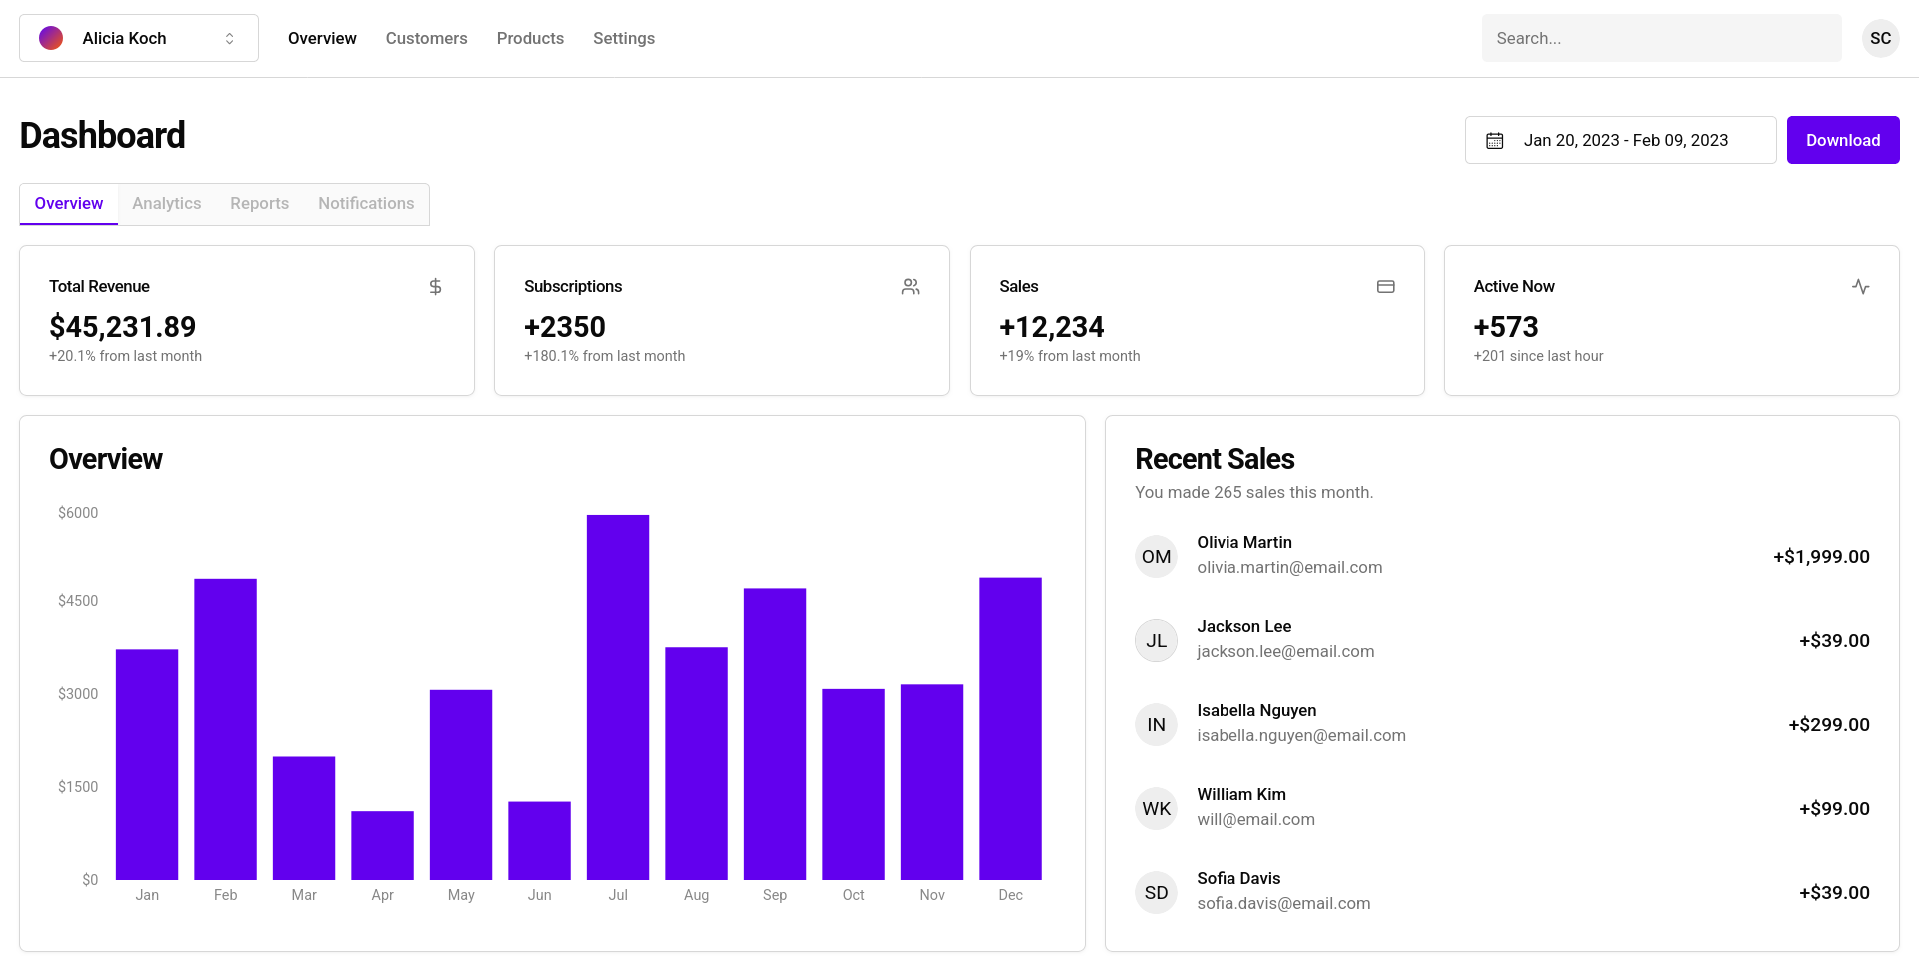 Alicia Koch
Overview
Customers
Products
Settings
Search...
SC
Dashboard
Jan 20, 2023 - Feb 09, 2023
Download
Overview
Analytics
Reports
Notifications
Total Revenue
$45,231.89
+20.1% from last month
Subscriptions
+2350
+180.1% from last month
Sales
+12,234
+19% from last month
Active Now
+573
+201 since last hour
Overview
$6000
$4500
$3000
$1500
$0
Jan
Feb
Mar
Apr
May
Jun
Jul
Aug
Sep
Oct
Nov
Dec
Recent Sales
You made 265 sales this month.
OM
Olivia Martin
olivia.martin@email.com
+$1,999.00
JL
Jackson Lee
jackson.lee@email.com
+$39.00
IN
Isabella Nguyen
isabella.nguyen@email.com
+$299.00
WK
William Kim
will@email.com
+$99.00
SD
Sofia Davis
sofia.davis@email.com
+$39.00